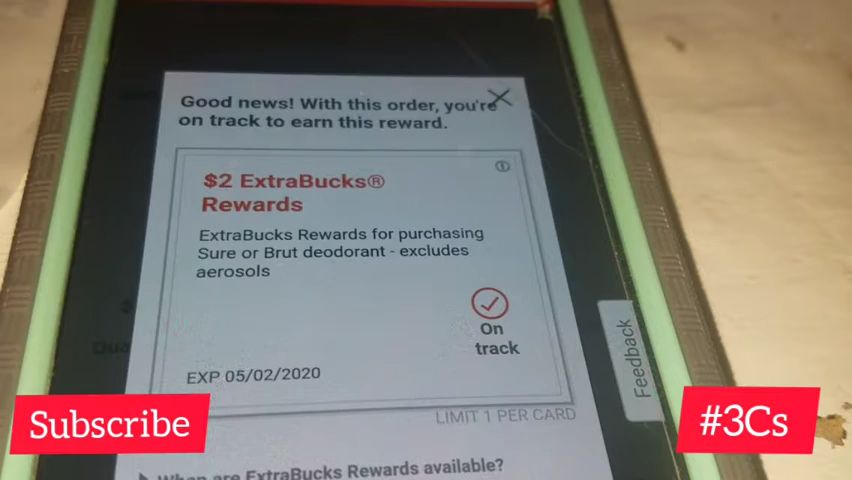 Good news! With this order, you're
on track to earn this reward.
$2 ExtraBucks®
Rewards
ExtraBucks Rewards for purchasing
Sure or Brut deodorant - excludes
aerosols
On
track
EXP 05/02/2020
LIMIT 1 PER CARD
When are ExtraBucks Rewards available?
Feedback
Subscribe
#3Cs